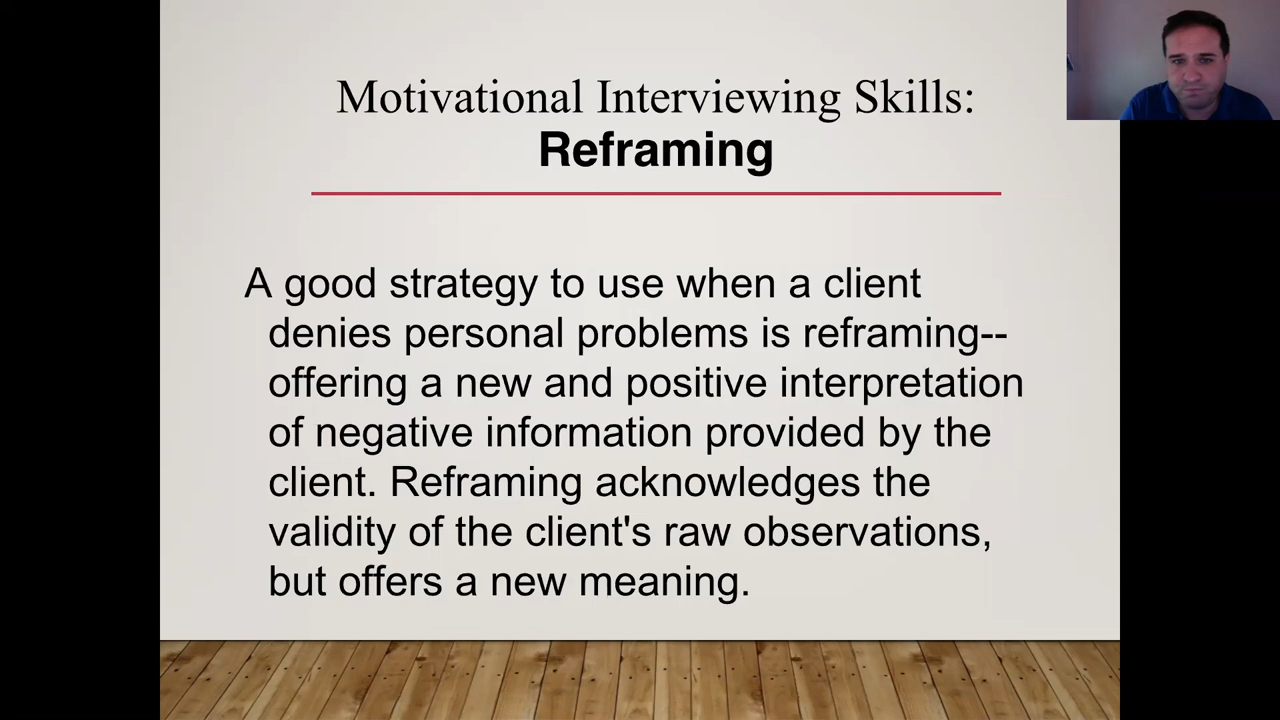 Motivational Interviewing Skills:
Reframing
A good strategy to use when a client
denies personal problems is reframing--
offering a new and positive interpretation
of negative information provided by the
client. Reframing acknowledges the
validity of the client's raw observations,
but offers a new meaning.